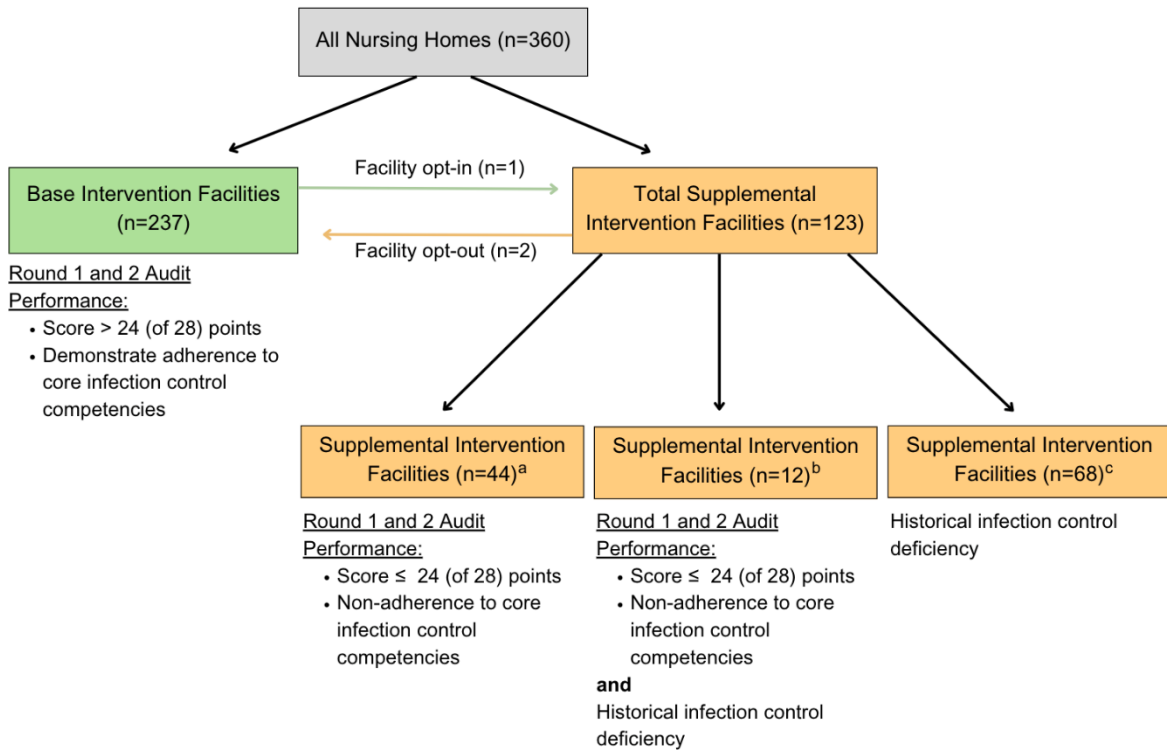 All Nursing Homes (n=360)
Facility opt-in (n=1)
Base Intervention Facilities
(n=237)
Total Supplemental
Intervention Facilities (n=123)
Facility opt-out (n=2)
Round 1 and 2 Audit
Performance:
• Score > 24 (of 28) points
• Demonstrate adherence to
core infection control
competencies
Supplemental Intervention
Facilities (n=44)a
Round 1 and 2 Audit
Performance:
• Score ≤ 24 (of 28) points
• Non-adherence to core
infection control
competencies
Supplemental Intervention
Facilities (n=12)b
Round 1 and 2 Audit
Performance:
• Score ≤ 24 (of 28) points
• Non-adherence to core
infection control
competencies
and
Historical infection control
deficiency
Supplemental Intervention
Facilities (n=68)c
Historical infection control
deficiency